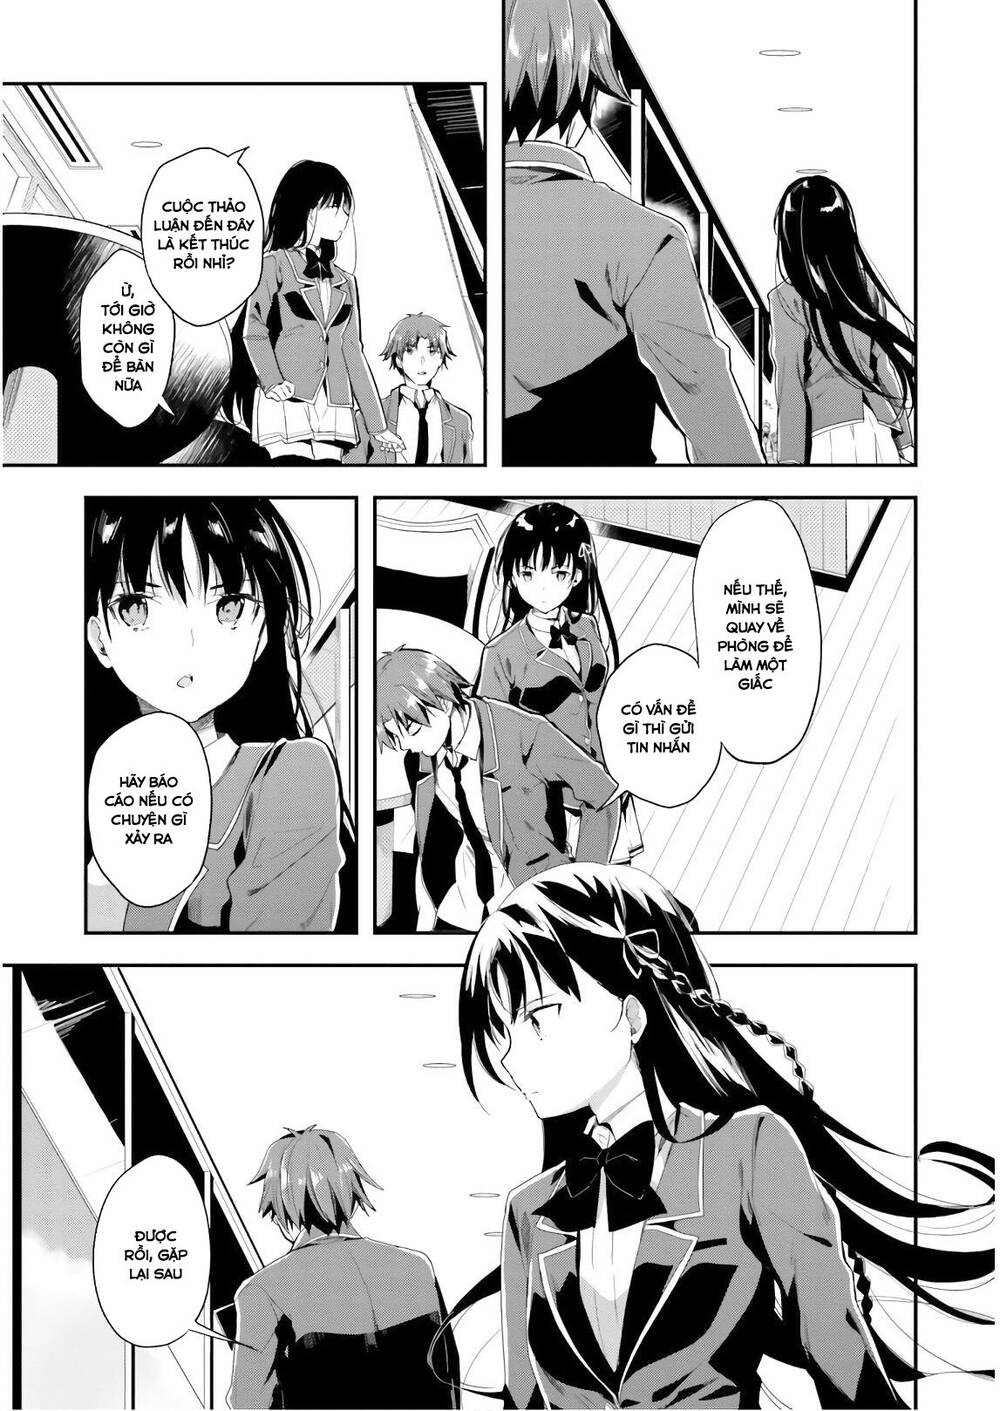 CUỘC THẢO
LUẬN ĐẾN ĐÂY
LÀ KẾT THÚC
RỒI NHỈ?
Ừ,
TỚI GIỜ
KHÔNG
CÒN GÌ
ĐỂ BÀN
NỮA
NẾU THẾ,
MÌNH SẼ
QUAY VỀ
PHÒNG ĐỂ
LÀM MỘT
GIẤC
CÓ VẤN ĐỀ
GÌ THÌ GỬI
TIN NHẮN
HÃY BÁO
CÁO NẾU CÓ
CHUYỆN GÌ
XẢY RA
ĐƯỢC
RỒI, GẶP
LẠI SAU